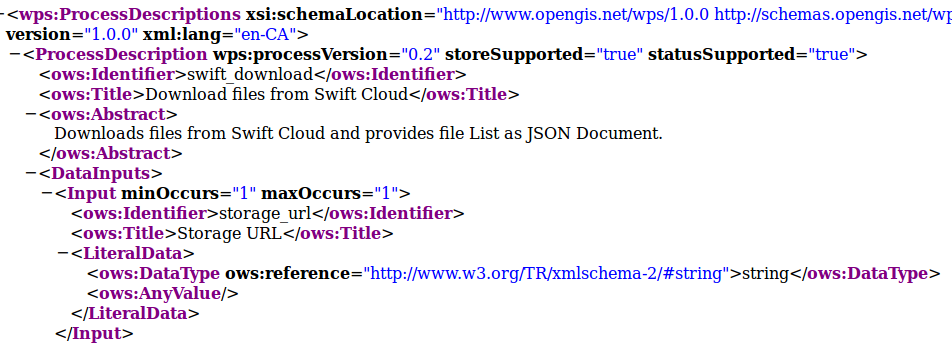 −<wps:ProcessDescriptions xsi:schemaLocation="http://www.opengis.net/wps/1.0.0 http://schemas.opengis.net/wp
version="1.0.0" xml:lang="en-CA">
−<ProcessDescription wps:processVersion="0.2" storeSupported="true" statusSupported="true">
<ows:Identifier>swift_download</ows:Identifier>
<ows:Title>Download files from Swift Cloud</ows:Title>
−<ows:Abstract>
Downloads files from Swift Cloud and provides file List as JSON Document.
</ows:Abstract>
−<DataInputs>
−<Input minOccurs="1" maxOccurs="1">
<ows:Identifier>storage_url</ows:Identifier>
<ows:Title>Storage URL</ows:Title>
−<LiteralData>
<ows:DataType ows:reference="http://www.w3.org/TR/xmlschema-2/#string">string</ows:DataType>
<ows:AnyValue/>
</LiteralData>
</Input>